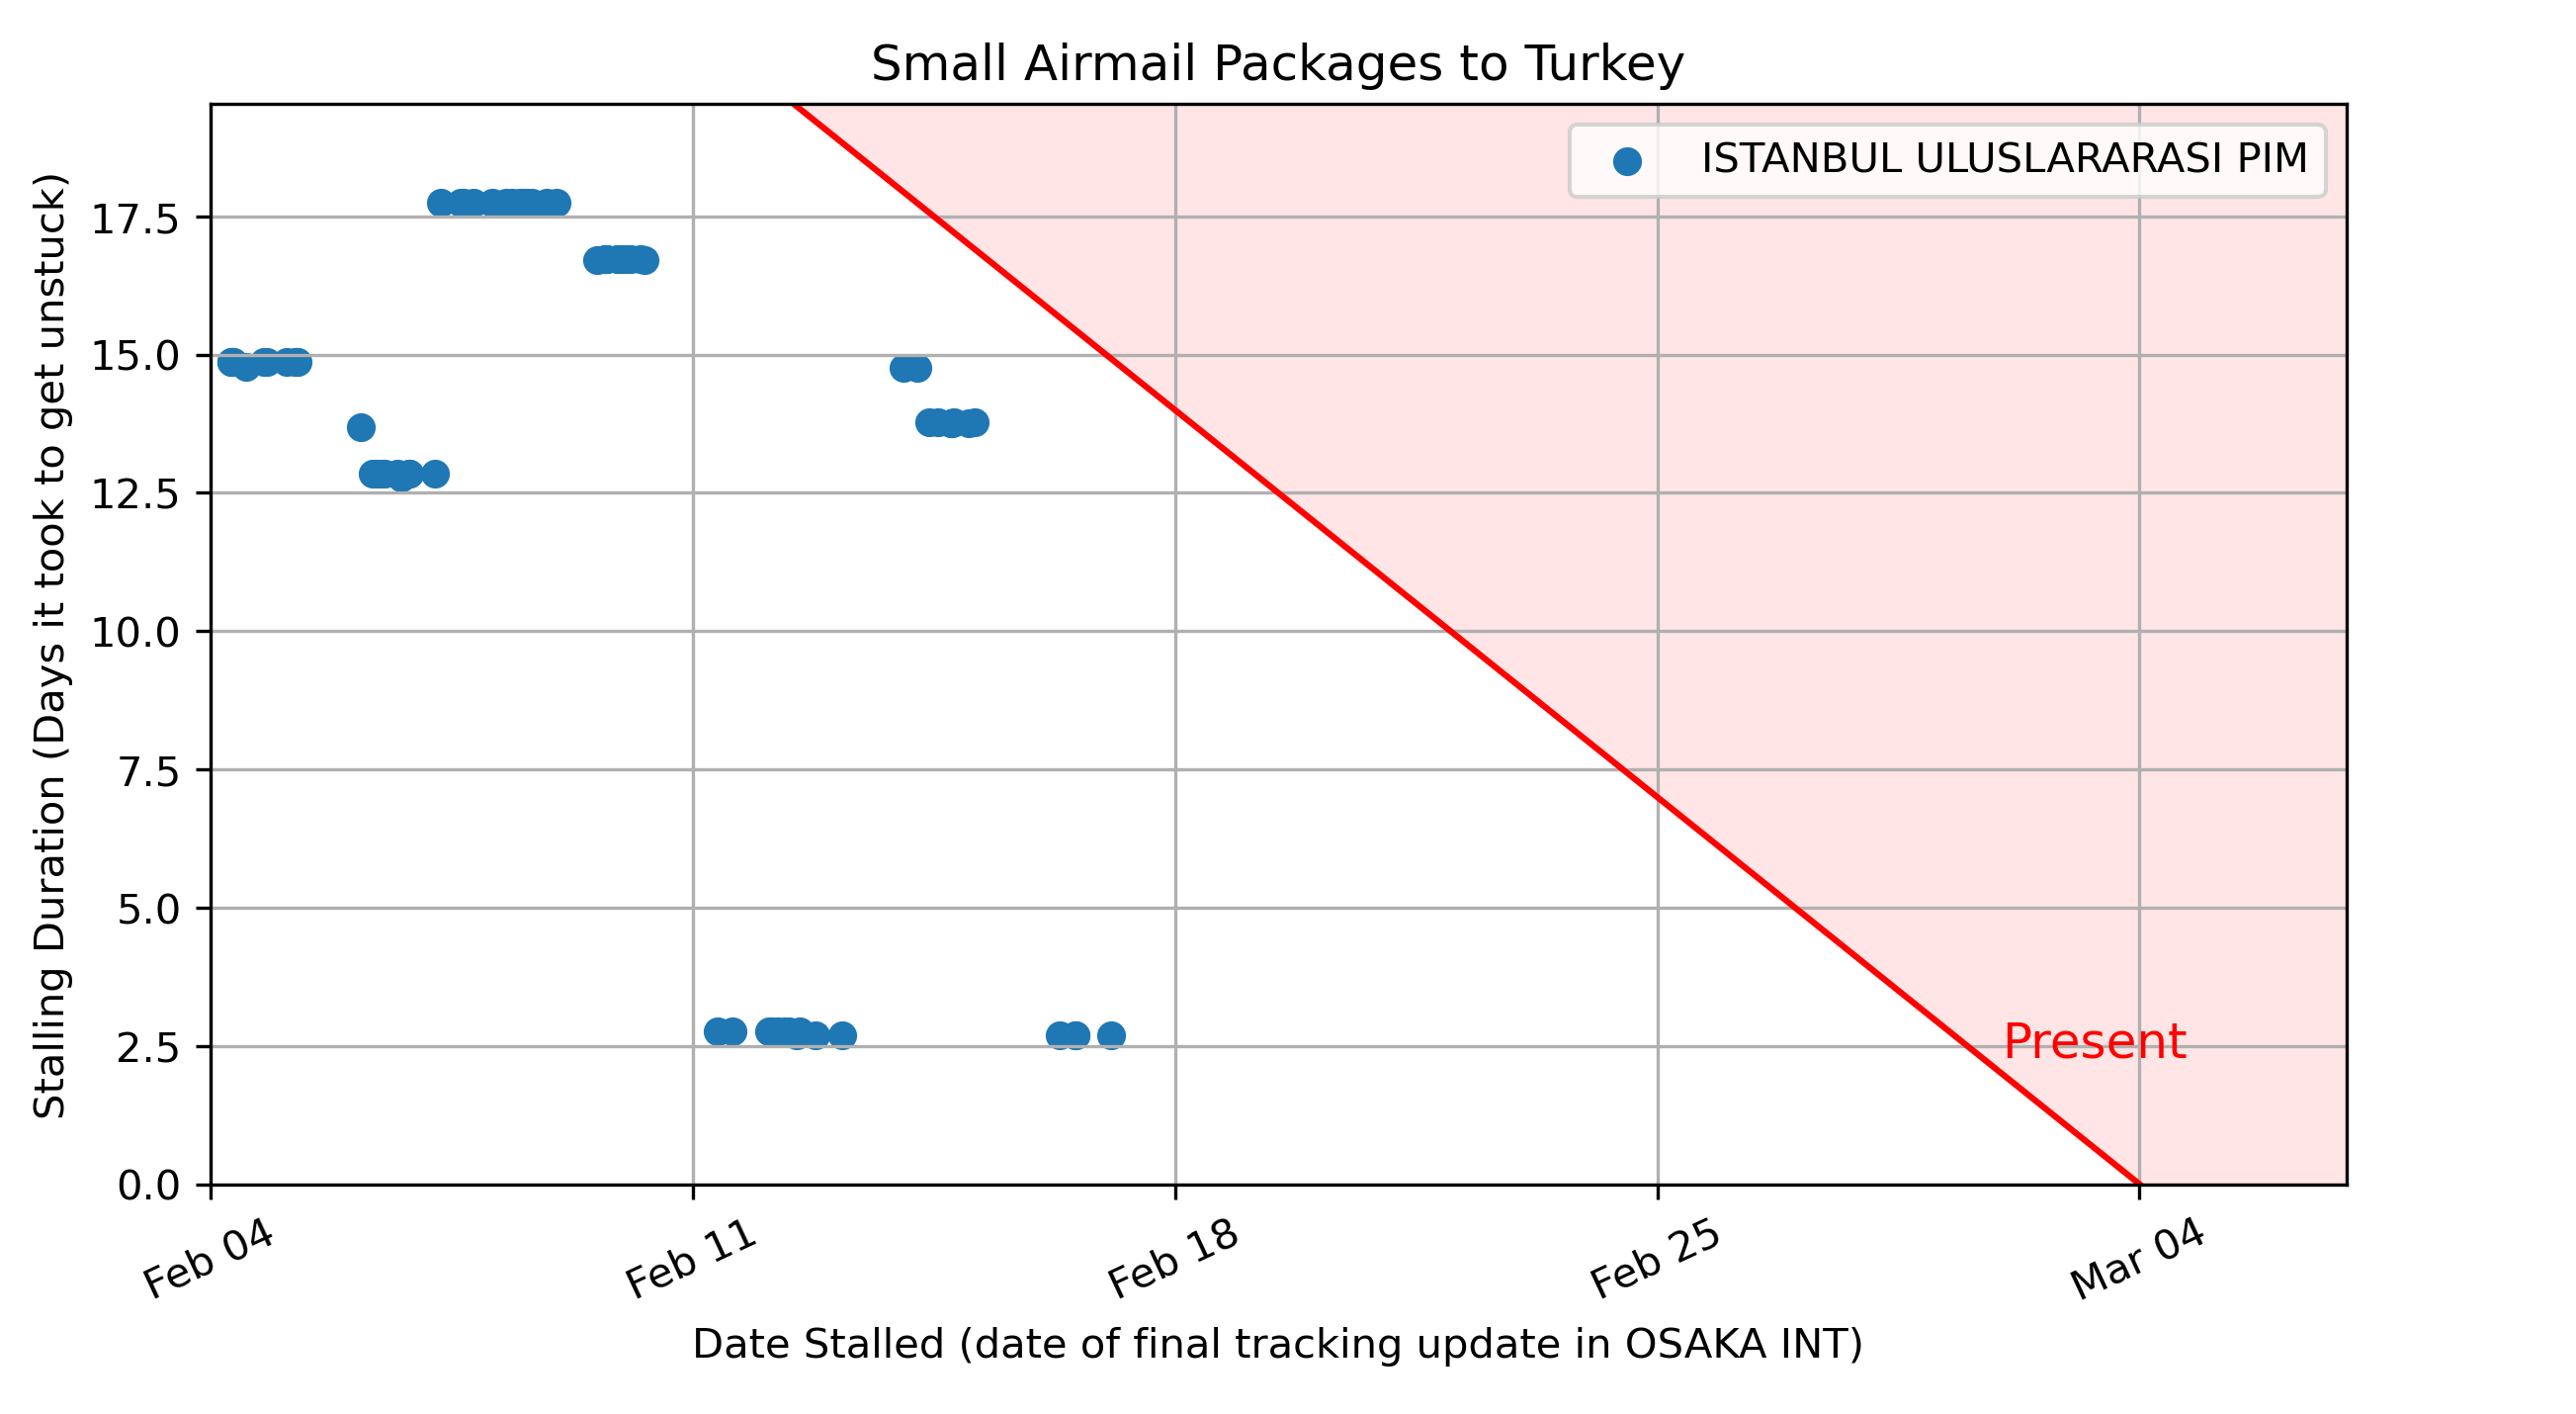 Small Airmail Packages to Turkey
ISTANBUL ULUSLARARASI PIM
Stalling Duration (Days it took to get unstuck)
17.5
15.0
12.5
10.0
7.5
5.0
2.5
0.0
Present
Feb 04
Feb 11
Feb 18
Feb 25
Mar 04
Date Stalled (date of final tracking update in OSAKA INT)